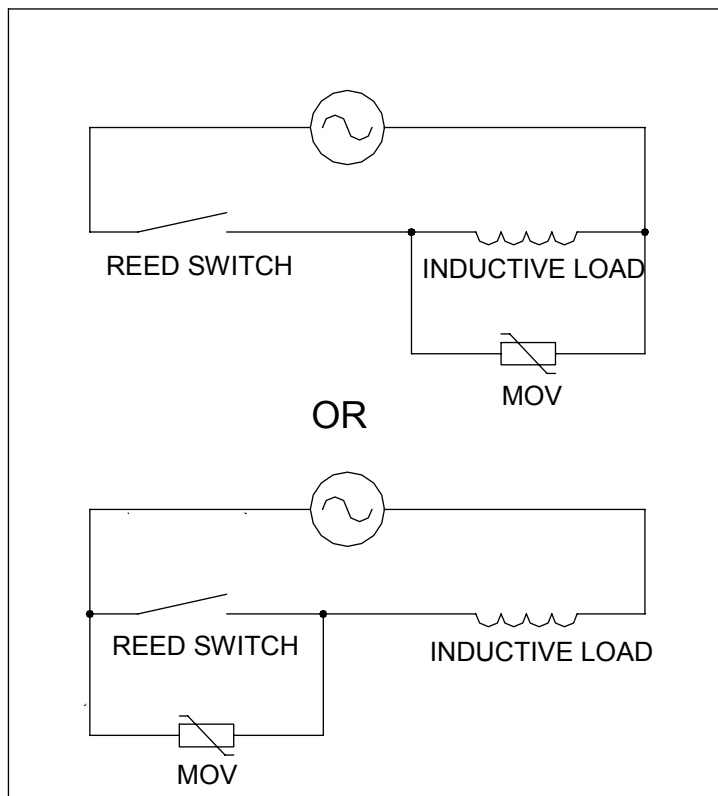 REED SWITCH
INDUCTIVE LOAD
MOV
OR
REED SWITCH
INDUCTIVE LOAD
MOV